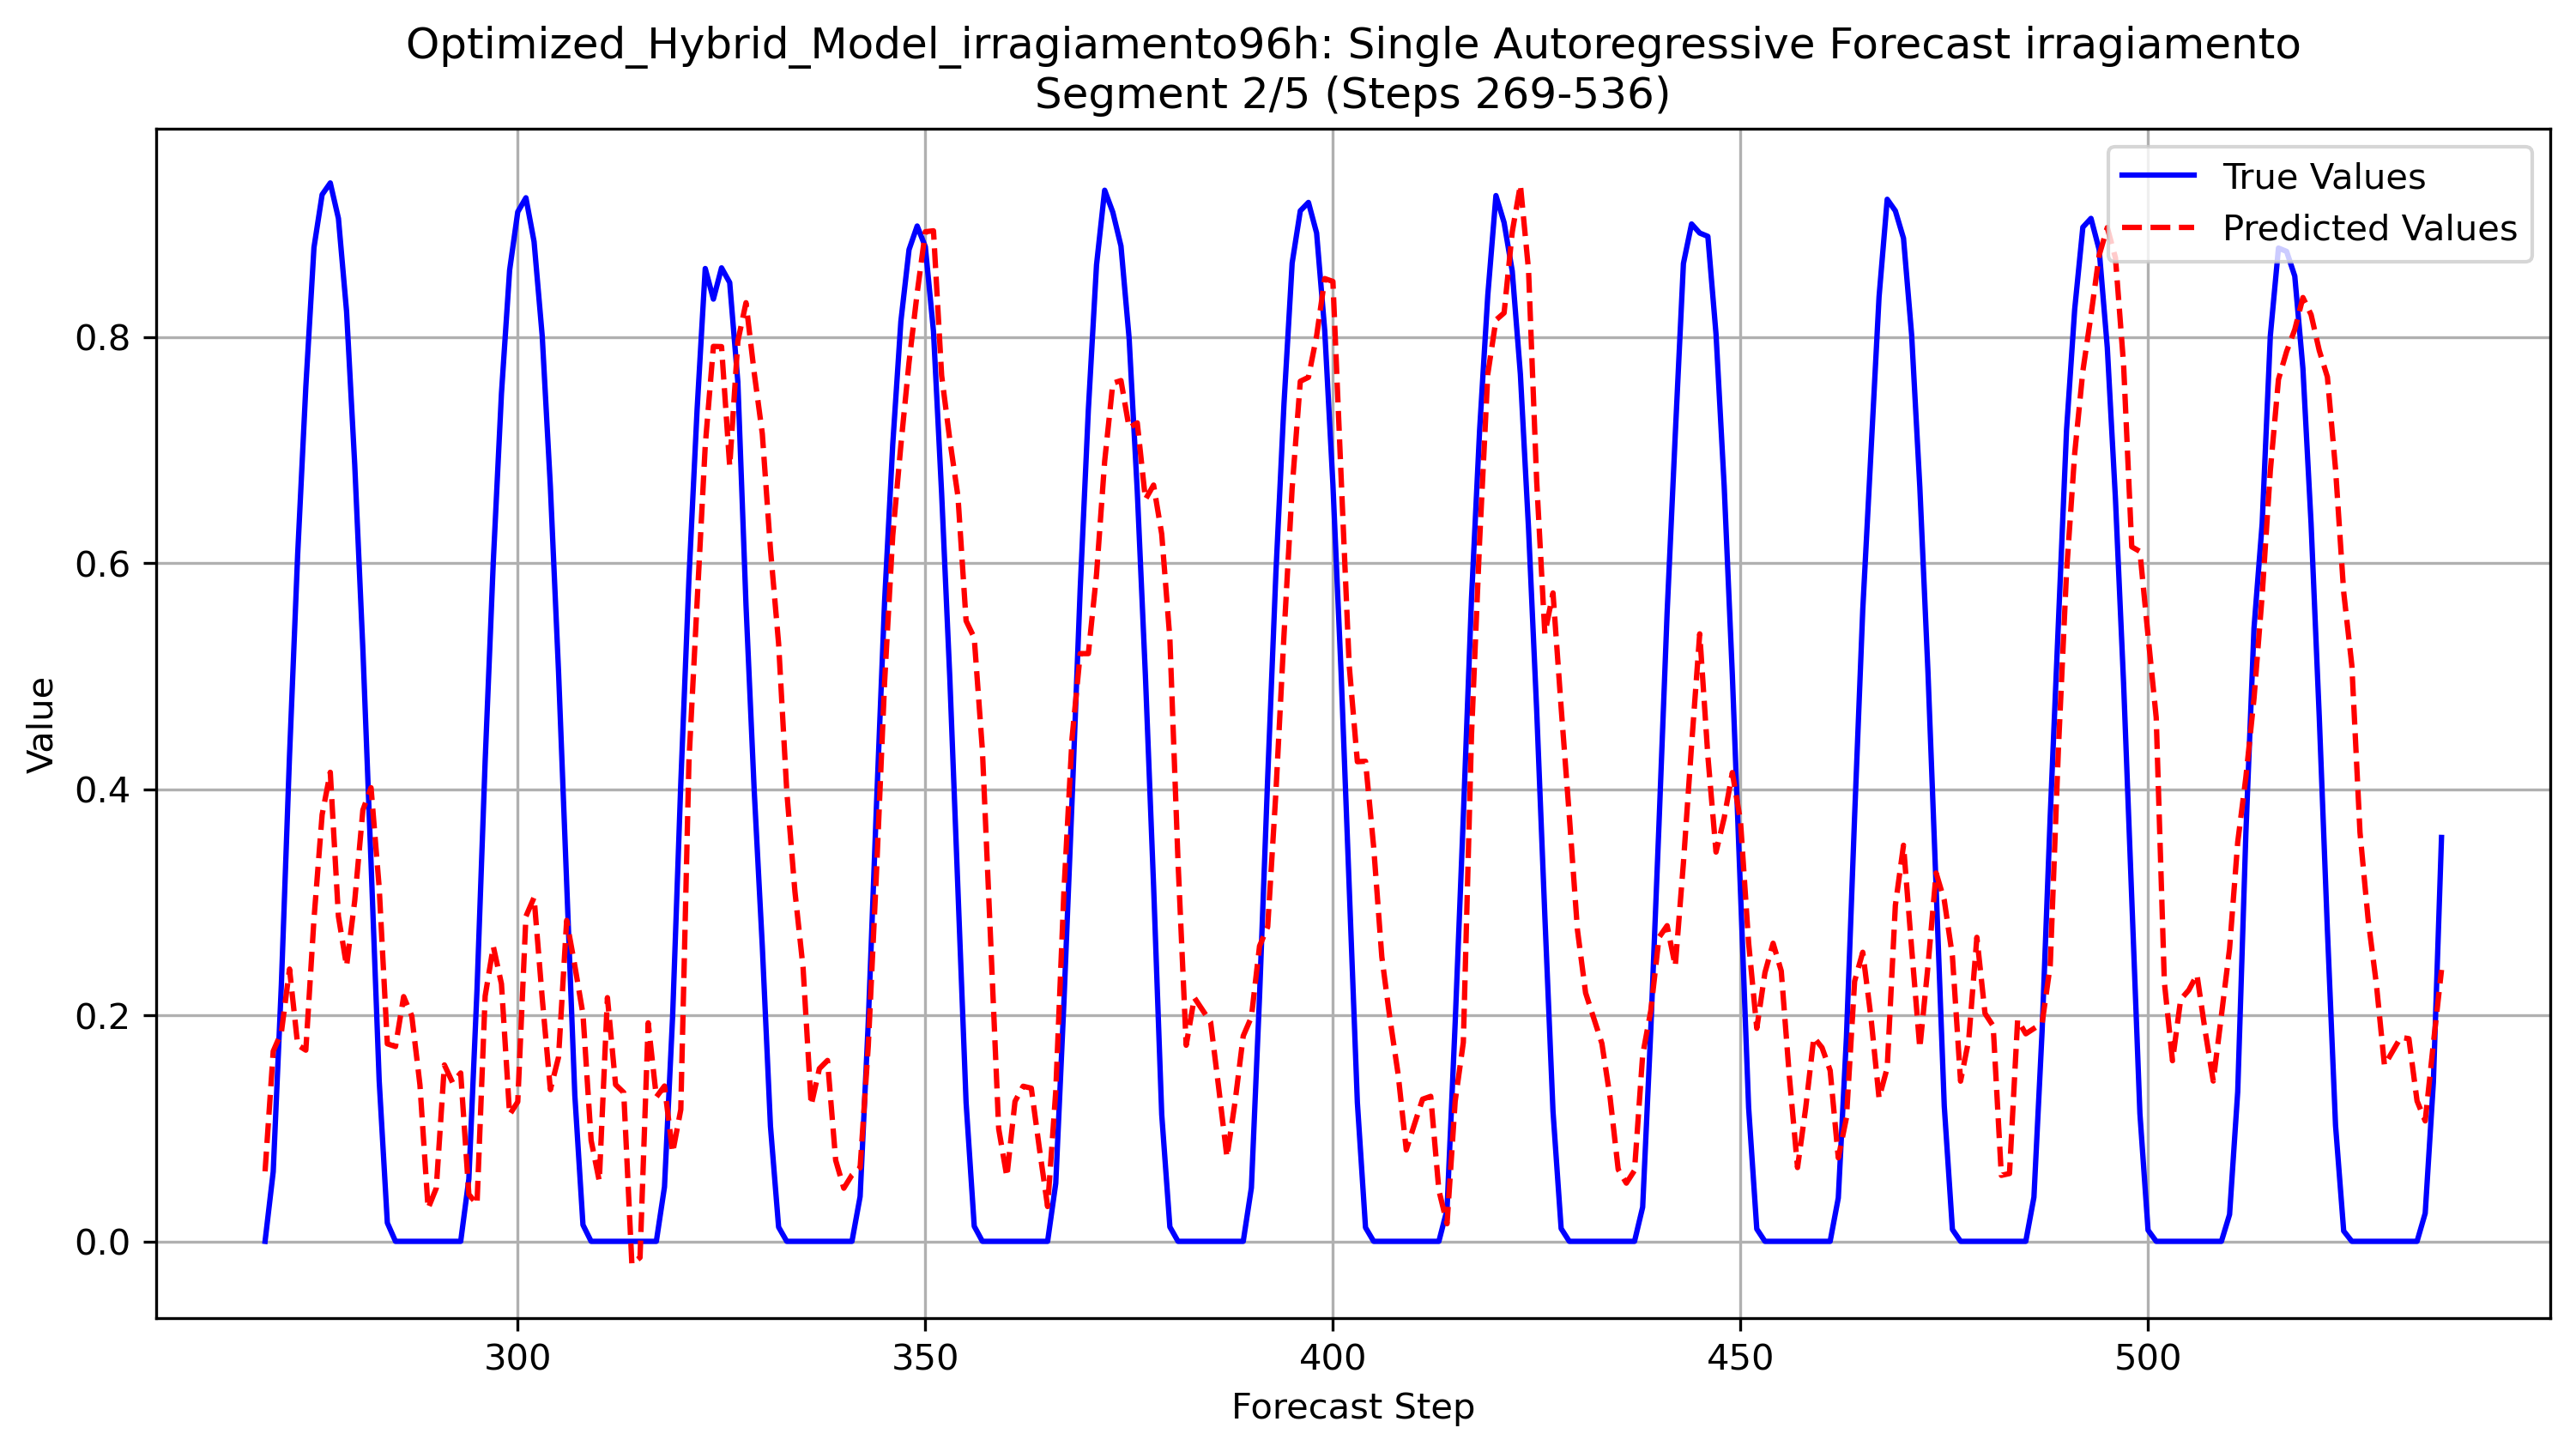 Optimized_Hybrid_Model_irragiamento96h: Single Autoregressive Forecast irragiamento
Segment 2/5 (Steps 269-536)
True Values
Predicted Values
Value
0.8
0.6
0.4
0.2
0.0
300
350
400
450
500
Forecast Step